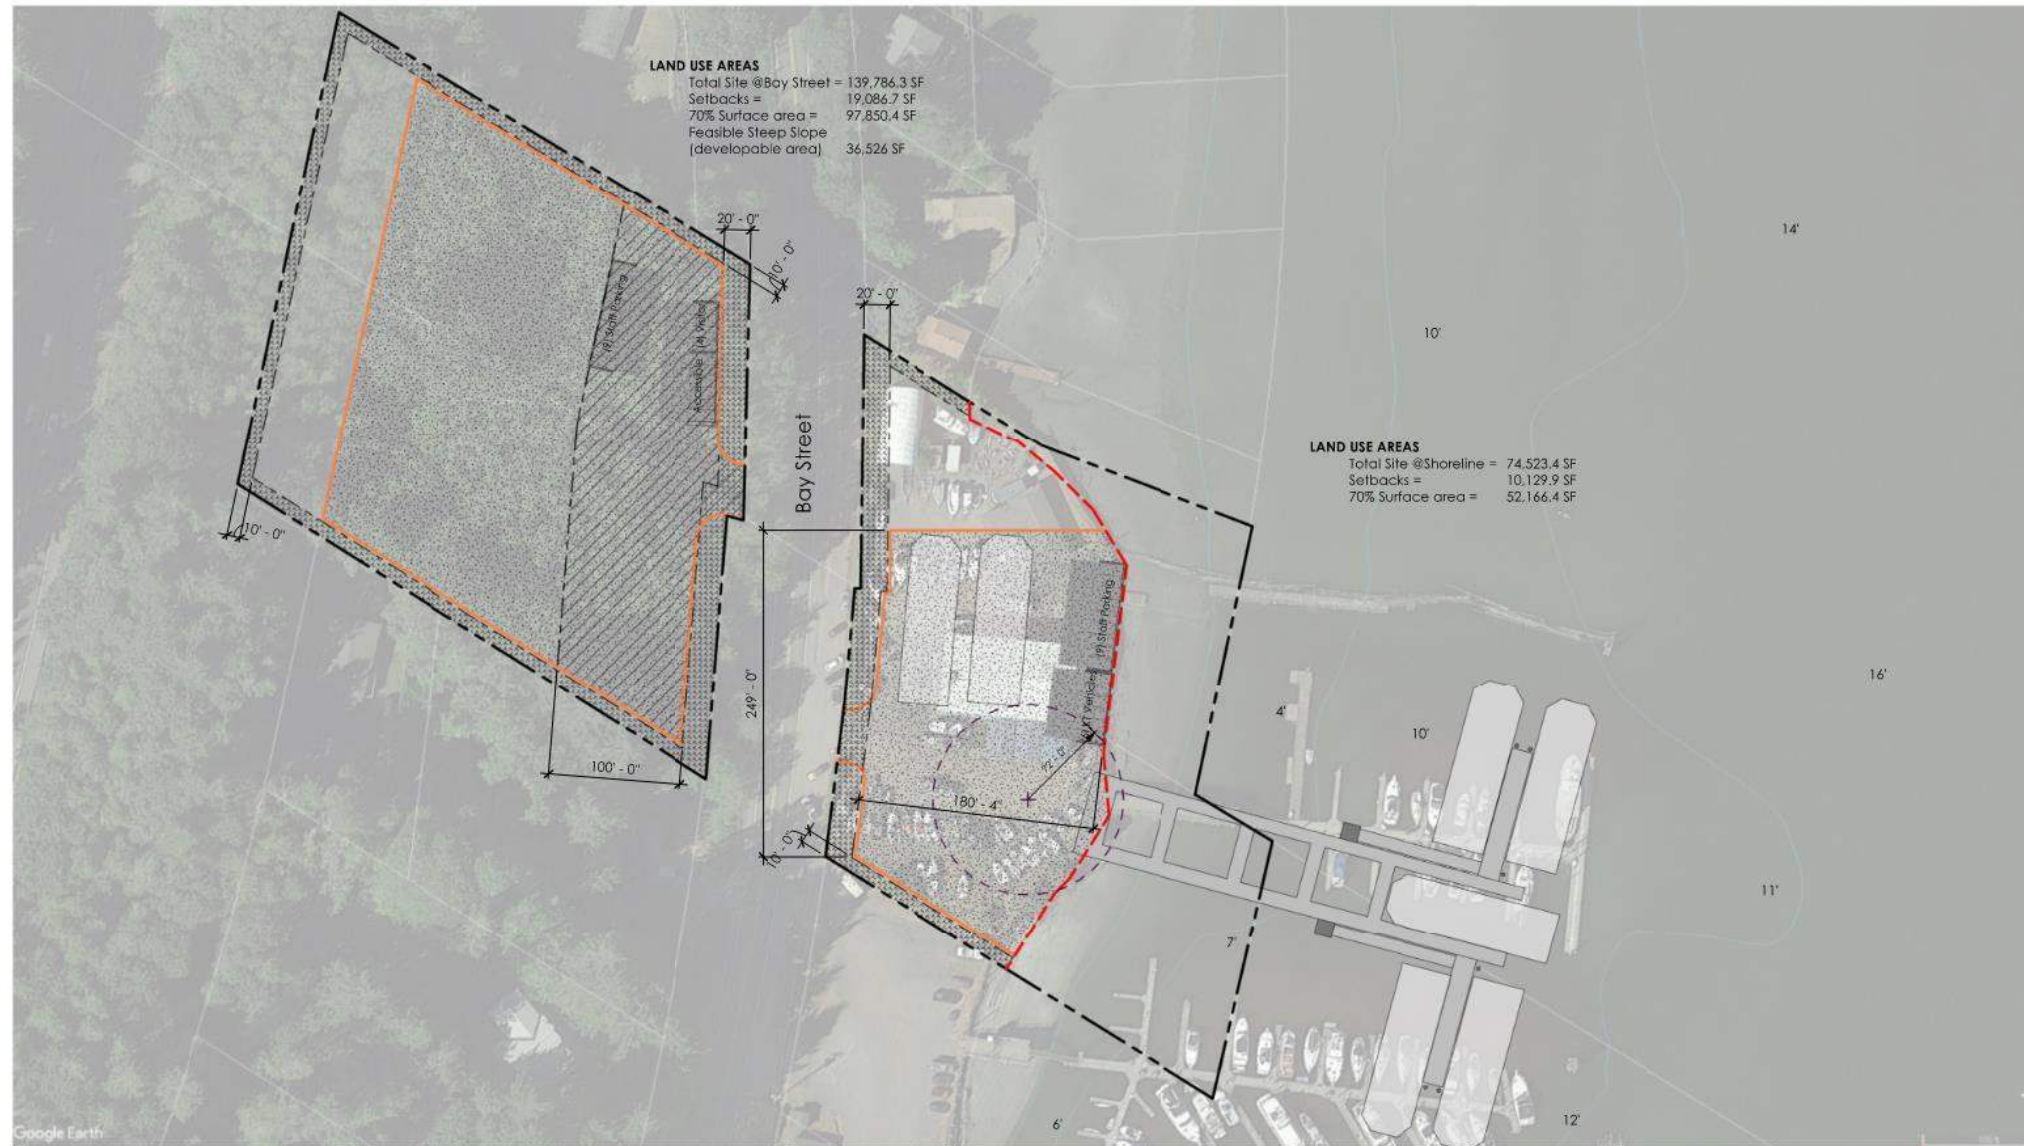 LAND USE AREAS
Total Site @Bay Street = 139,786.3 SF
Setbacks = 19,086.7 SF
70% Surface area = 97,850.4 SF
Feasible Steep Slope
(developable area) 36,526 SF
20' - 0"
10' - 0"
20' - 0"
(9) Staff Parking
Accessible (4) Visitor
Bay Street
10' - 0"
249' - 0"
100' - 0"
10' - 0"
(9) Staff Parking
KT Vehicles
72' - 0"
180' - 4"
LAND USE AREAS
Total Site @Shoreline = 74,523.4 SF
Setbacks = 10,129.9 SF
70% Surface area = 52,166.4 SF
14'
10'
16'
4'
10'
11'
7'
6'
12'
Google Earth